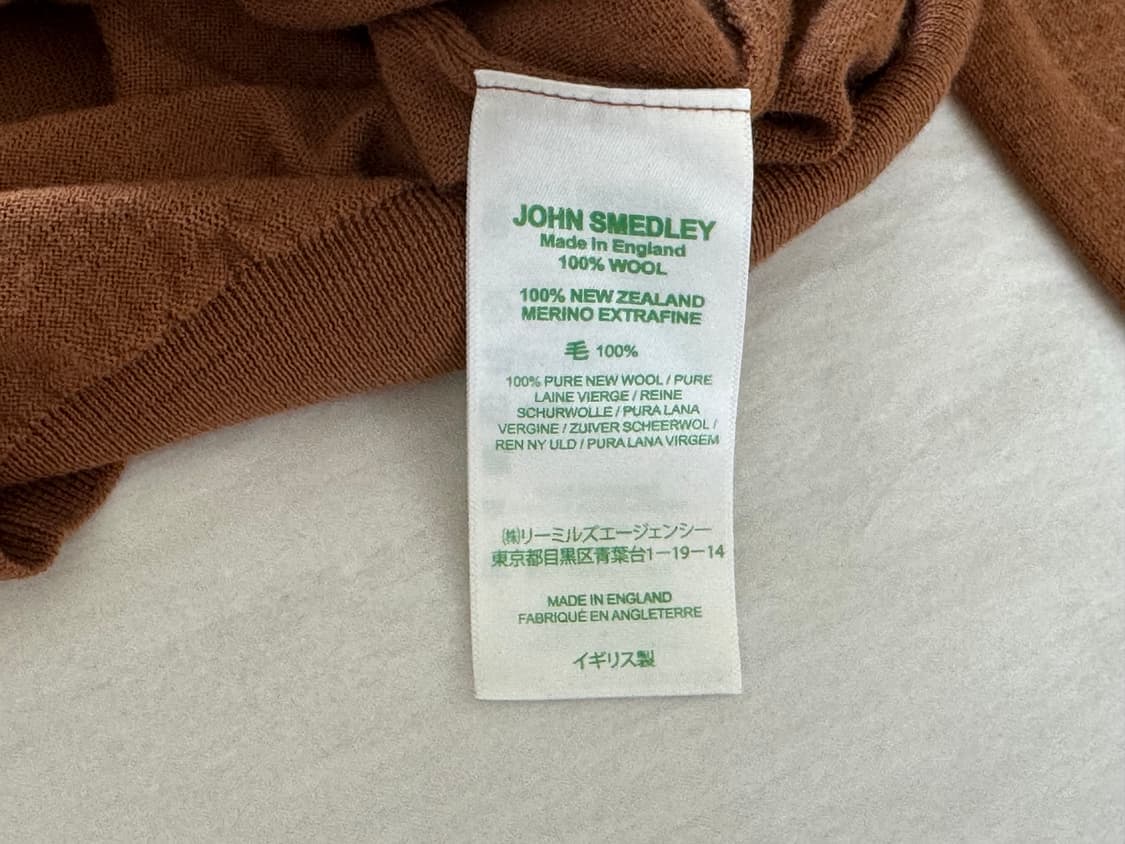 JOHN SMEDLEY
Made in England
100% WOOL
100% NEW ZEALAND
MERINO EXTRAFINE
毛 100%
100% PURE NEW WOOL / PURE
LAINE VIERGE / REINE
SCHURWOLLE / PURA LANA
VERGINE / ZUIVER SCHEERWOL /
REN NY ULD / PURA LANA VIRGEM
㈱リーミルズエージェンシー
東京都目黒区青葉台1－19－14
MADE IN ENGLAND
FABRIQUÉ EN ANGLETERRE
イギリス製